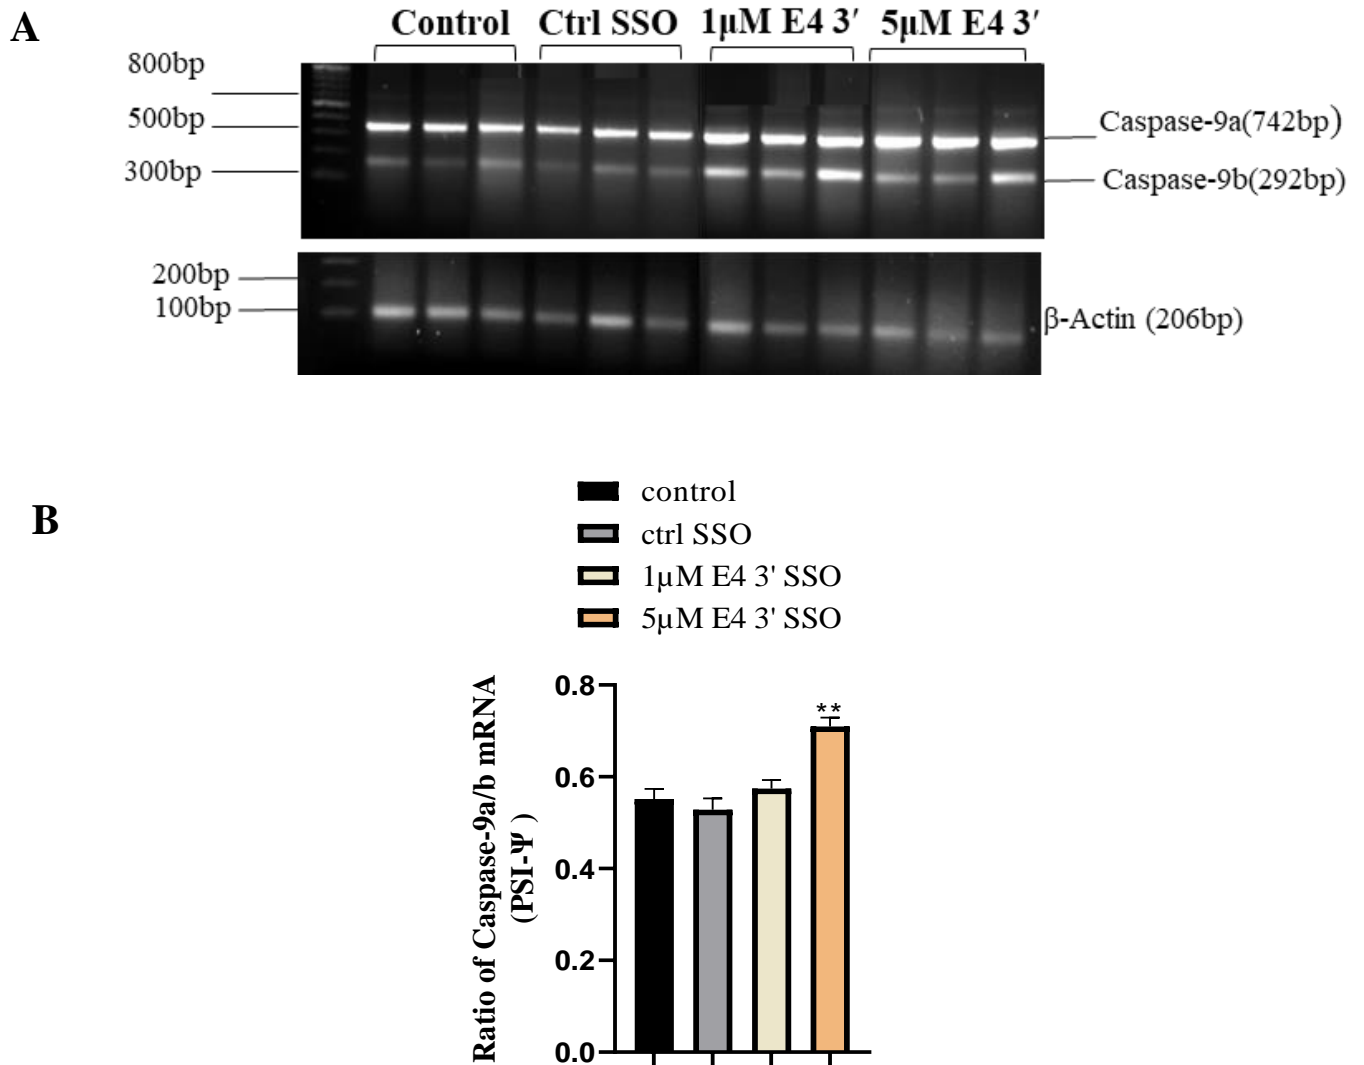 A
Control
Ctrl SSO
1μM E4 3′
5μM E4 3′
800bp
500bp
300bp
Caspase-9a(742bp)
Caspase-9b(292bp)
200bp
100bp
β-Actin (206bp)
B
control
ctrl SSO
1μM E4 3' SSO
5μM E4 3' SSO
Ratio of Caspase-9a/b mRNA
(PSI-Ψ )
0.8
0.6
0.4
0.2
0.0
**